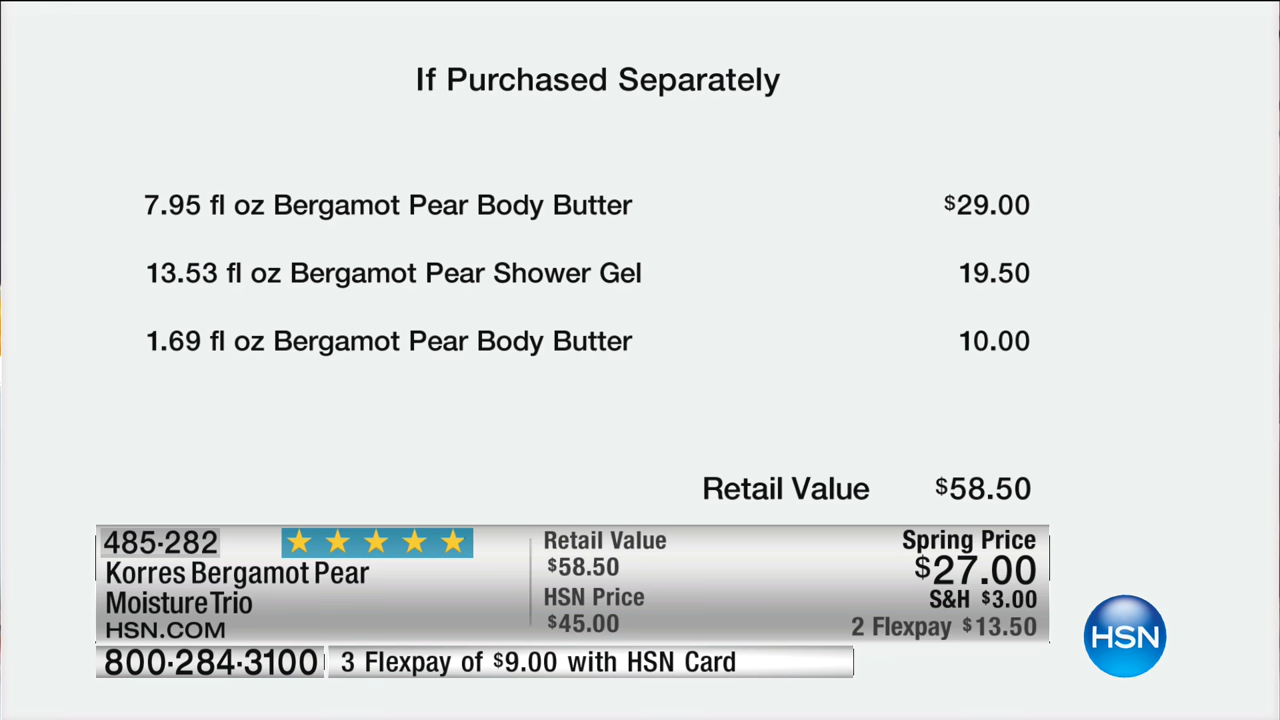 If Purchased Separately
7.95 fl oz Bergamot Pear Body Butter $29.00
13.53 fl oz Bergamot Pear Shower Gel 19.50
1.69 fl oz Bergamot Pear Body Butter 10.00
Retail Value $58.50
485·282
Korres Bergamot Pear
Moisture Trio
HSN.COM
Retail Value
$58.50
HSN Price
$45.00
Spring Price
$27.00
S&H $3.00
2 Flexpay $13.50
800·284·3100
3 Flexpay of $9.00 with HSN Card
HSN